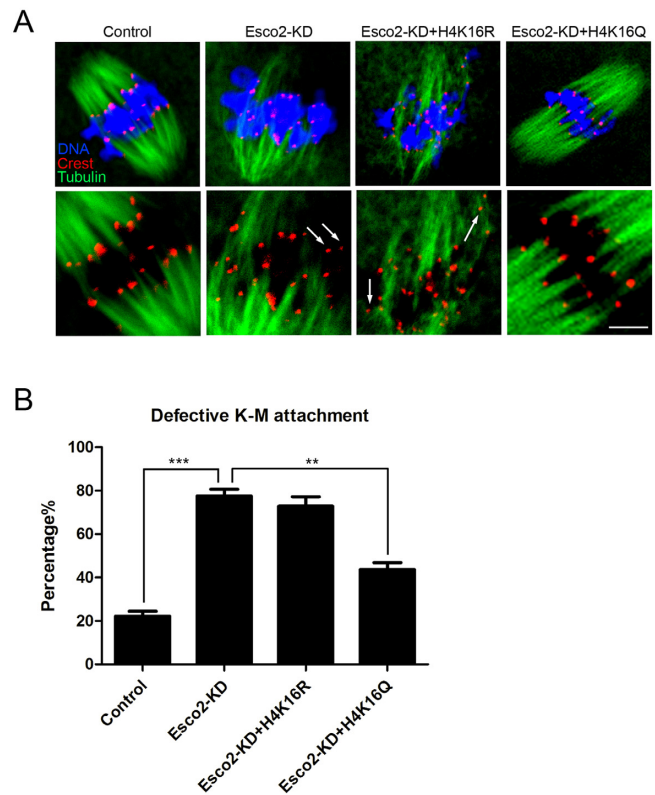 A
Control
Esco2-KD
Esco2-KD+H4K16R
Esco2-KD+H4K16Q
DNA
Crest
Tubulin
B
Defective K-M attachment
***
**
Percentage%
100
80
60
40
20
0
Control
Esco2-KD
Esco2-KD+H4K16R
Esco2-KD+H4K16Q